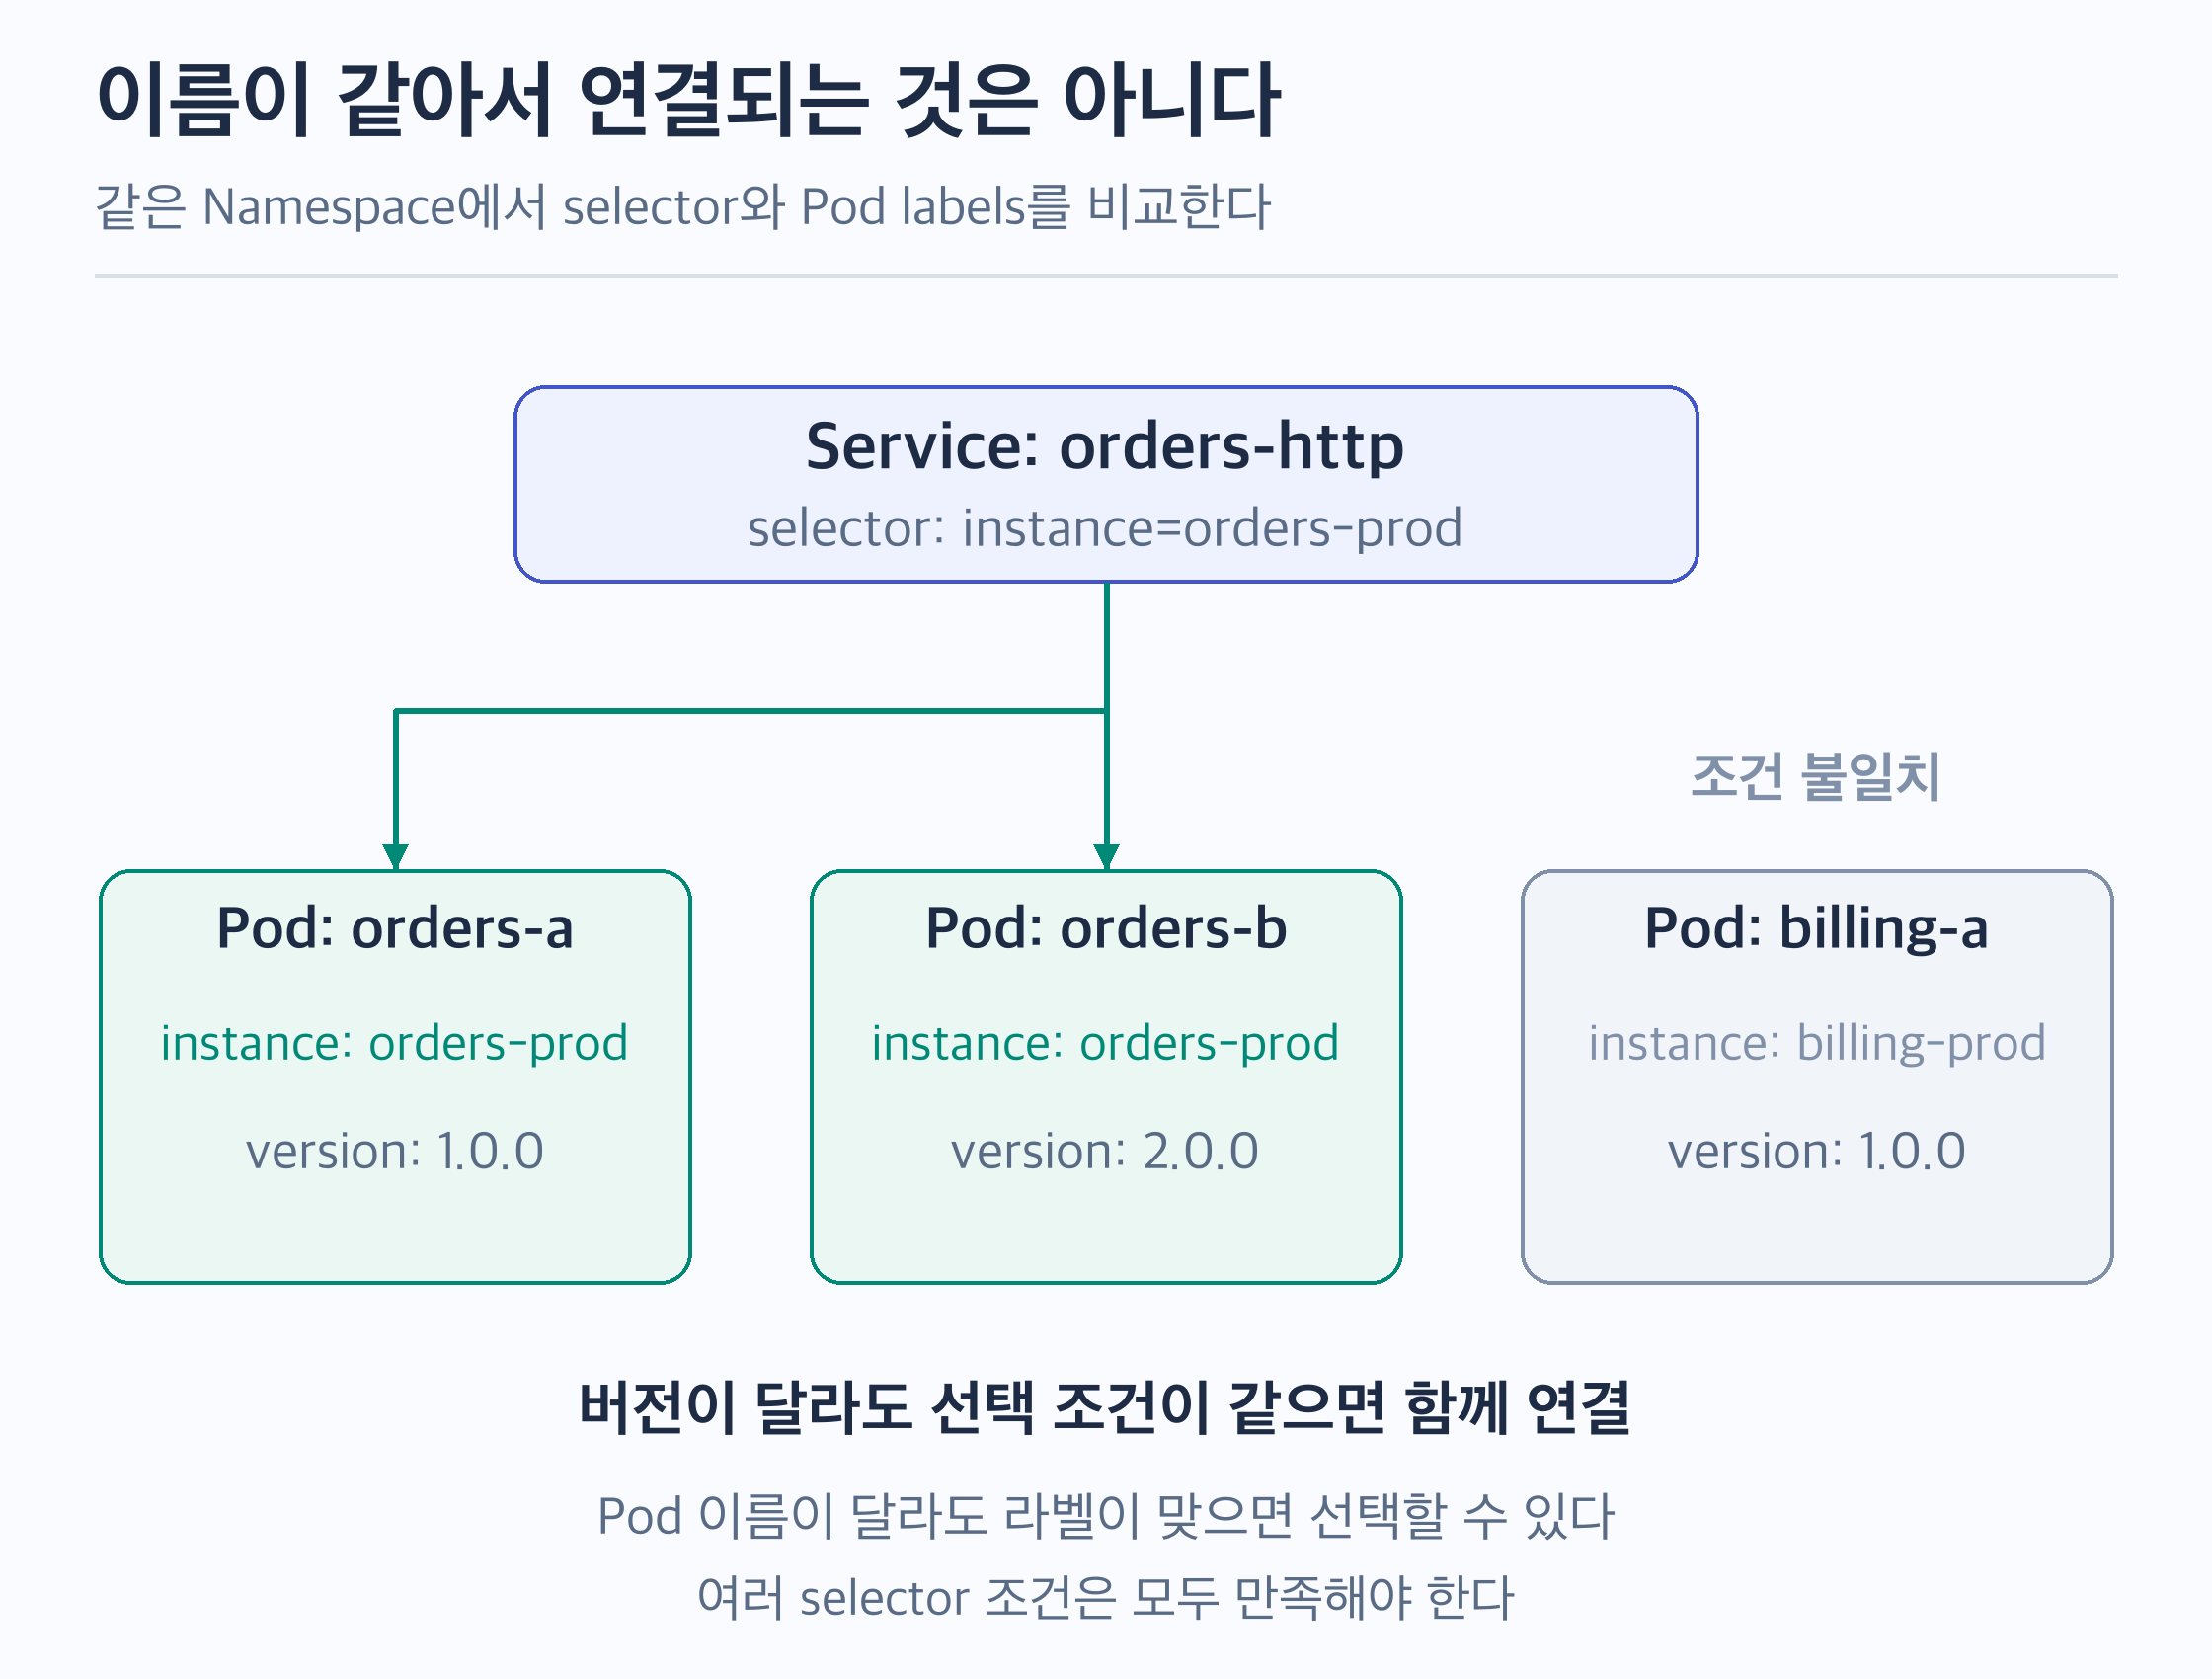 이름이 같아서 연결되는 것은 아니다
같은 Namespace에서 selector와 Pod labels를 비교한다
Service: orders-http
selector: instance=orders-prod
조건 불일치
Pod: orders-a
instance: orders-prod
version: 1.0.0
Pod: orders-b
instance: orders-prod
version: 2.0.0
Pod: billing-a
instance: billing-prod
version: 1.0.0
버전이 달라도 선택 조건이 같으면 함께 연결
Pod 이름이 달라도 라벨이 맞으면 선택할 수 있다
여러 selector 조건은 모두 만족해야 한다